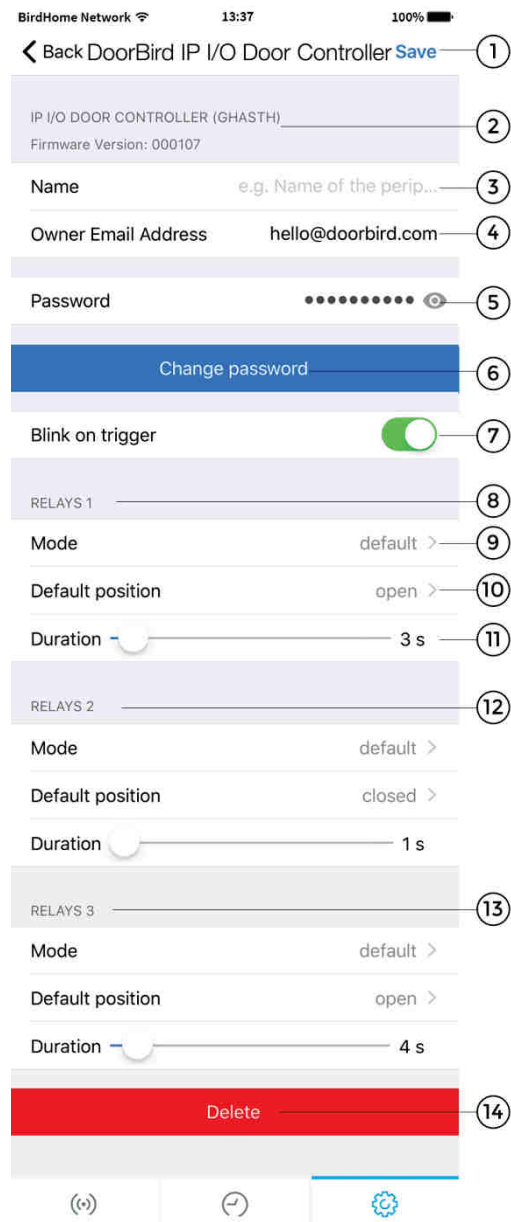 BirdHome Network 13:37 100%
Back DoorBird IP I/O Door Controller Save 1
IP I/O DOOR CONTROLLER (GHASTH) 2
Firmware Version: 000107
Name e.g. Name of the perip... 3
Owner Email Address hello@doorbird.com 4
Password •••••••••• 5
Change password 6
Blink on trigger 7
RELAYS 1 8
Mode default 9
Default position open 10
Duration 3 s 11
RELAYS 2 12
Mode default
Default position closed
Duration 1 s
RELAYS 3 13
Mode default
Default position open
Duration 4 s
Delete 14